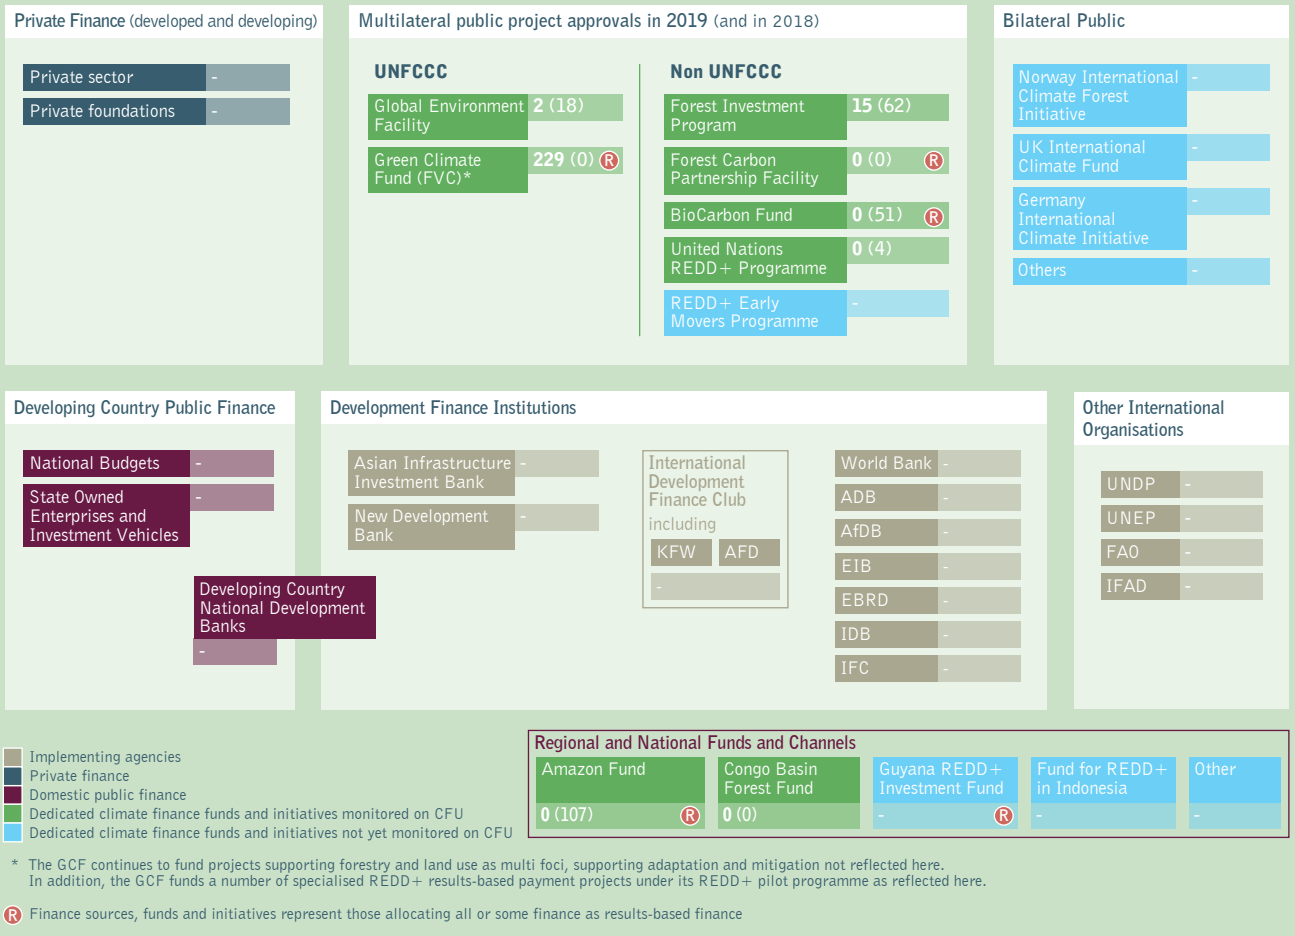 Private Finance (developed and developing)
Private sector -
Private foundations -
Multilateral public project approvals in 2019 (and in 2018)
UNFCCC
Global Environment 2 (18)
Facility
Green Climate 229 (0) R
Fund (FVC)*
Non UNFCCC
Forest Investment 15 (62)
Program
Forest Carbon 0 (0) R
Partnership Facility
BioCarbon Fund 0 (51) R
United Nations 0 (4)
REDD+ Programme
REDD+ Early -
Movers Programme
Bilateral Public
Norway International -
Climate Forest
Initiative
UK International -
Climate Fund
Germany -
International
Climate Initiative
Others -
Developing Country Public Finance
National Budgets -
State Owned -
Enterprises and
Investment Vehicles
Developing Country
National Development
Banks
-
Development Finance Institutions
Asian Infrastructure -
Investment Bank
New Development -
Bank
International
Development
Finance Club
including
KFW AFD
-
World Bank -
ADB -
AfDB -
EIB -
EBRD -
IDB -
IFC -
Other International
Organisations
UNDP -
UNEP -
FAO -
IFAD -
Implementing agencies
Private finance
Domestic public finance
Dedicated climate finance funds and initiatives monitored on CFU
Dedicated climate finance funds and initiatives not yet monitored on CFU
Regional and National Funds and Channels
Amazon Fund
0 (107) R
Congo Basin
Forest Fund
0 (0)
Guyana REDD+
Investment Fund
- R
Fund for REDD+
in Indonesia
-
Other
-
* The GCF continues to fund projects supporting forestry and land use as multi foci, supporting adaptation and mitigation not reflected here.
In addition, the GCF funds a number of specialised REDD+ results-based payment projects under its REDD+ pilot programme as reflected here.
R Finance sources, funds and initiatives represent those allocating all or some finance as results-based finance